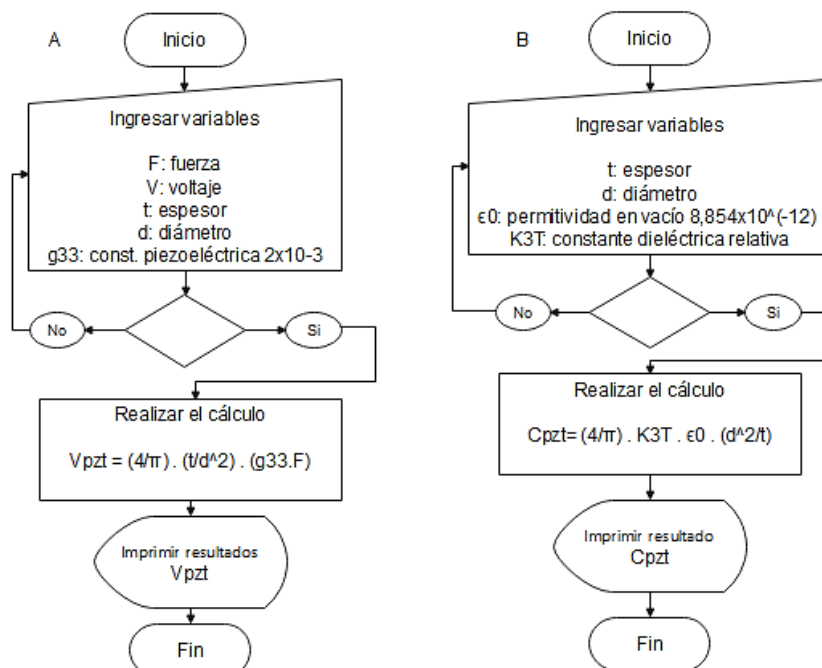 A
Inicio
Ingresar variables
F: fuerza
V: voltaje
t: espesor
d: diámetro
g33: const. piezoeléctrica 2x10-3
No
Si
Realizar el cálculo
Vpzt = (4/π) . (t/d^2) . (g33.F)
Imprimir resultados
Vpzt
Fin
B
Inicio
Ingresar variables
t: espesor
d: diámetro
ϵ0: permitividad en vacío 8,854x10^(-12)
K3T: constante dieléctrica relativa
No
Si
Realizar el cálculo
Cpzt= (4/π) . K3T . ϵ0 . (d^2/t)
Imprimir resultado
Cpzt
Fin